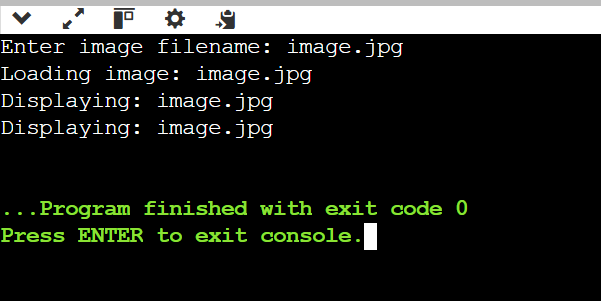 Enter image filename: image.jpg
Loading image: image.jpg
Displaying: image.jpg
Displaying: image.jpg
...Program finished with exit code 0
Press ENTER to exit console.